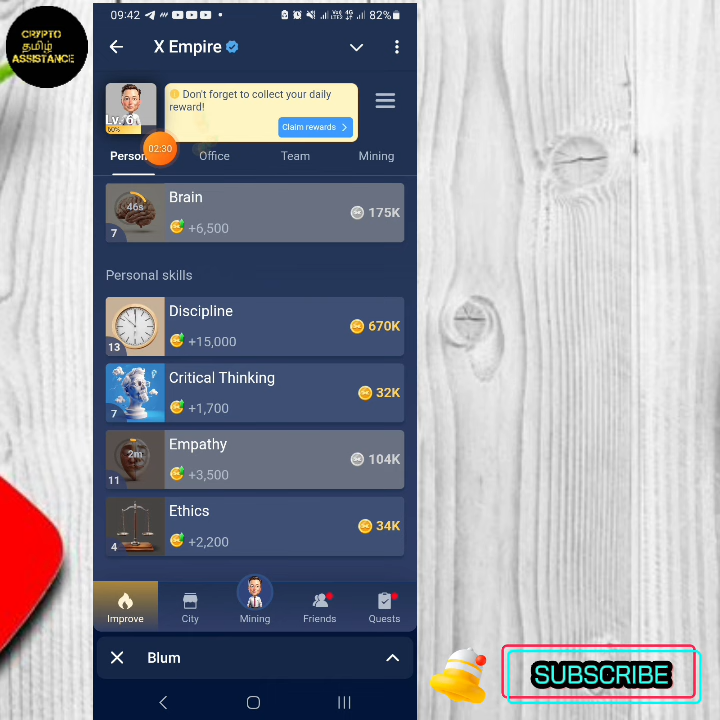 CRYPTO
தமிழ்
ASSISTANCE
09:42
82%
X Empire
Don't forget to collect your daily
reward!
Claim rewards
Lv. 6
60%
02:30
Person
Office
Team
Mining
Brain
46s
7
+6,500
175K
Personal skills
Discipline
13
+15,000
670K
Critical Thinking
7
+1,700
32K
Empathy
2m
11
+3,500
104K
Ethics
4
+2,200
34K
Improve
City
Mining
Friends
Quests
Blum
SUBSCRIBE